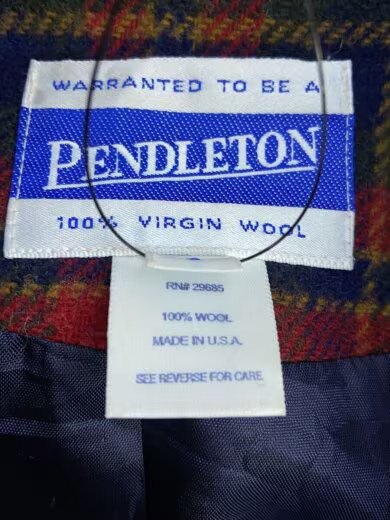 WARRANTED TO BE A
PENDLETON
100% VIRGIN WOOL
RN# 29685
100% WOOL
MADE IN U.S.A.
SEE REVERSE FOR CARE